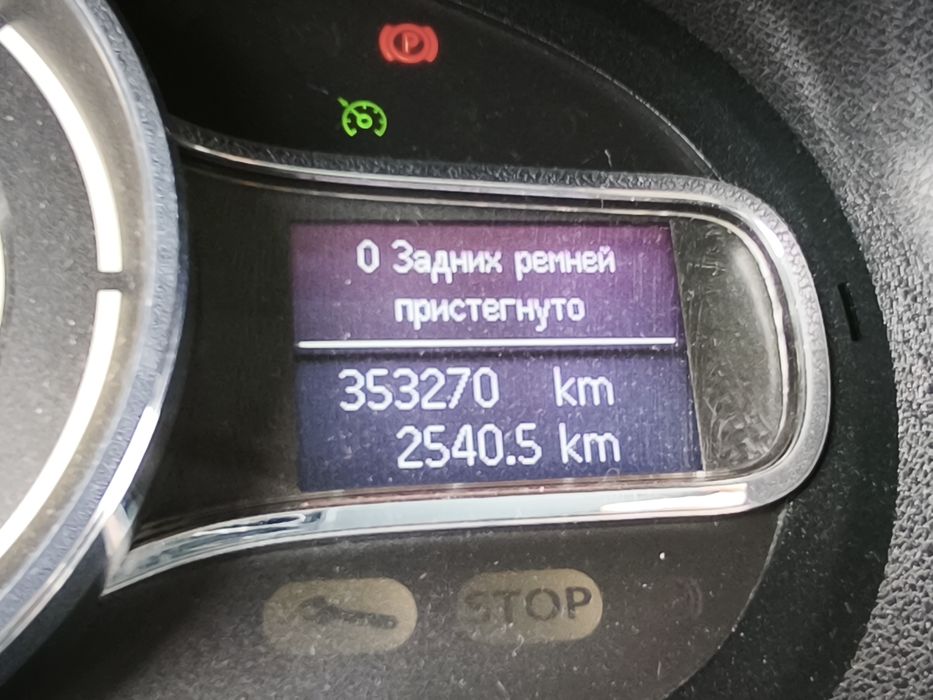 P
0 Задних ремней
пристегнуто
353270 km
2540.5 km
STOP